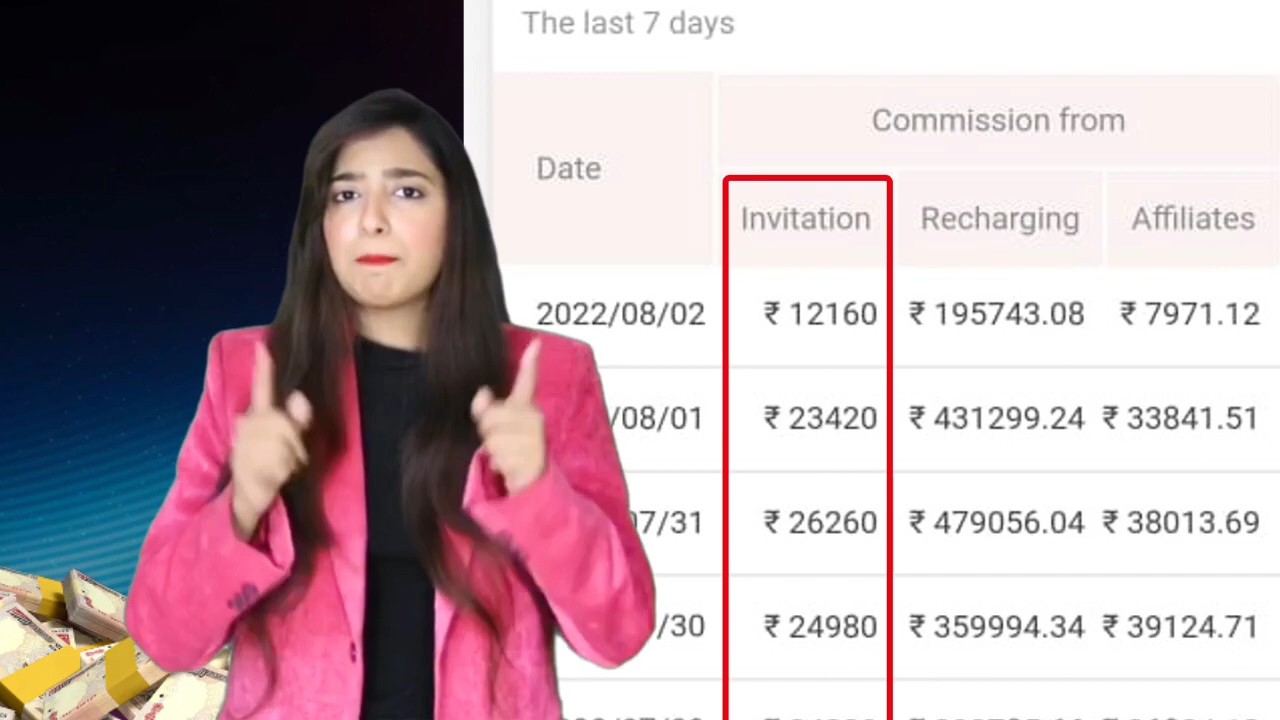 The last 7 days
Commission from
Date
Invitation Recharging Affiliates
2022/08/02 ₹ 12160 ₹ 195743.08 ₹ 7971.12
/08/01 ₹ 23420 ₹ 431299.24 ₹ 33841.51
07/31 ₹ 26260 ₹ 479056.04 ₹ 38013.69
/30 ₹ 24980 ₹ 359994.34 ₹ 39124.71